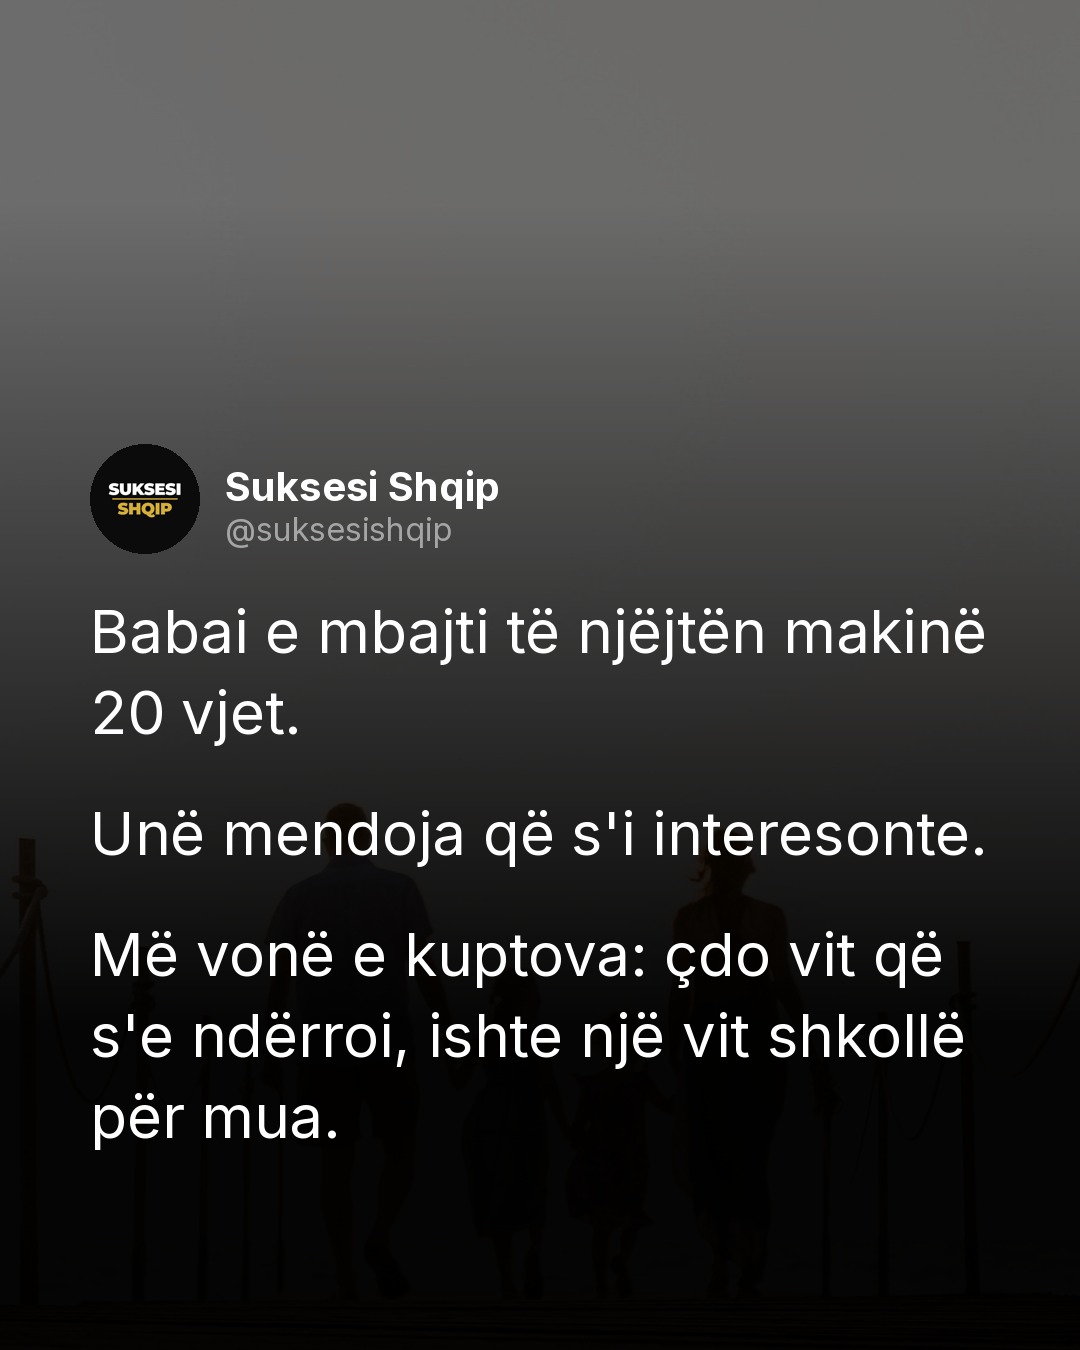 SUKSESI
SHQIP
Suksesi Shqip
@suksesishqip
Babai e mbajti të njëjtën makinë
20 vjet.
Unë mendoja që s'i interesonte.
Më vonë e kuptova: çdo vit që
s'e ndërroi, ishte një vit shkollë
për mua.